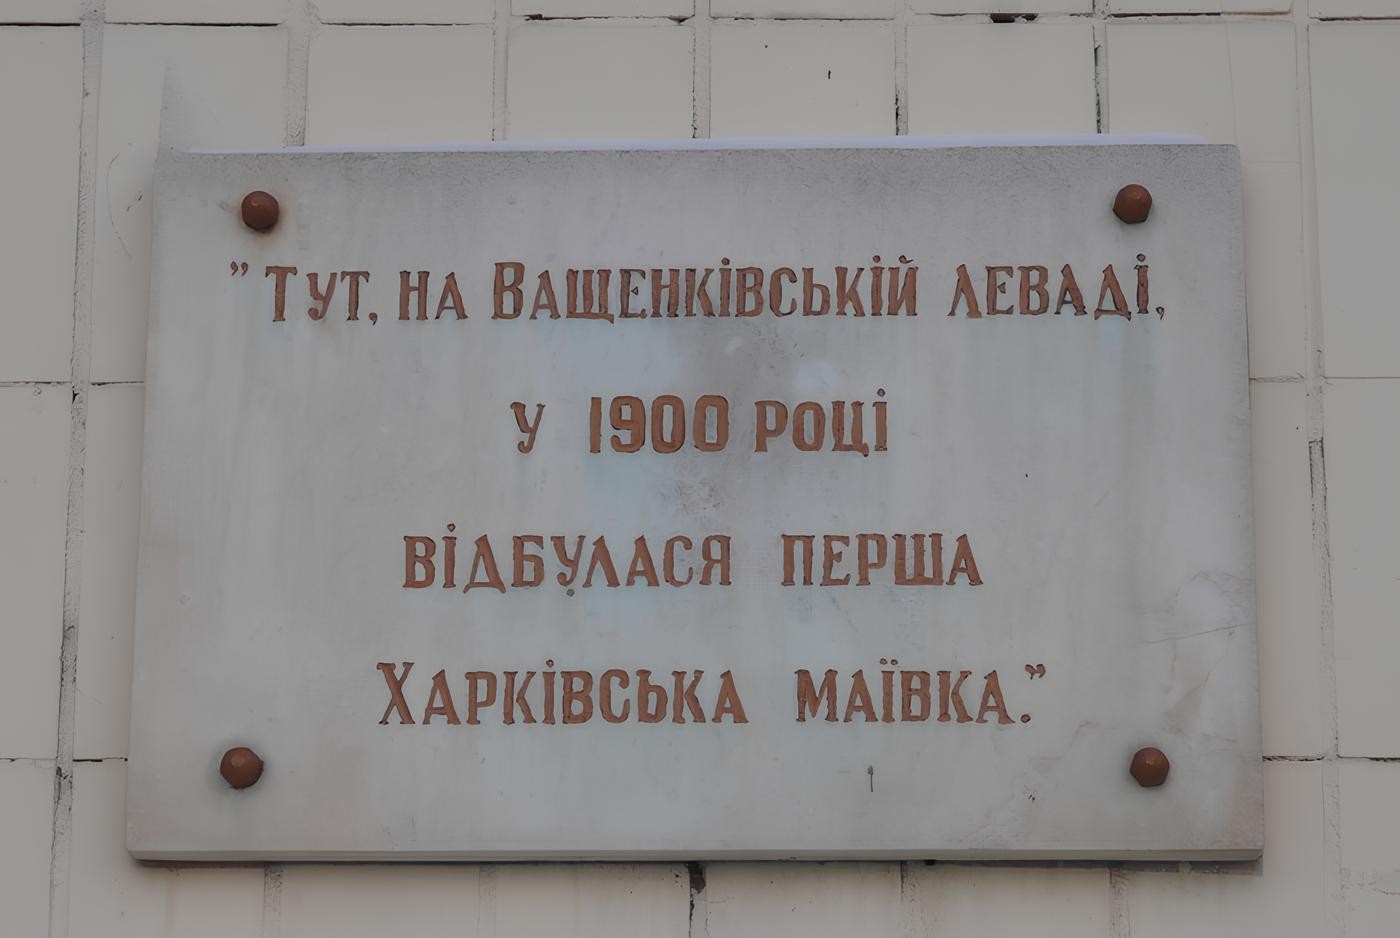 "Тут, на Ващенківській леваді,
у 1900 році
відбулася перша
Харківська маївка."